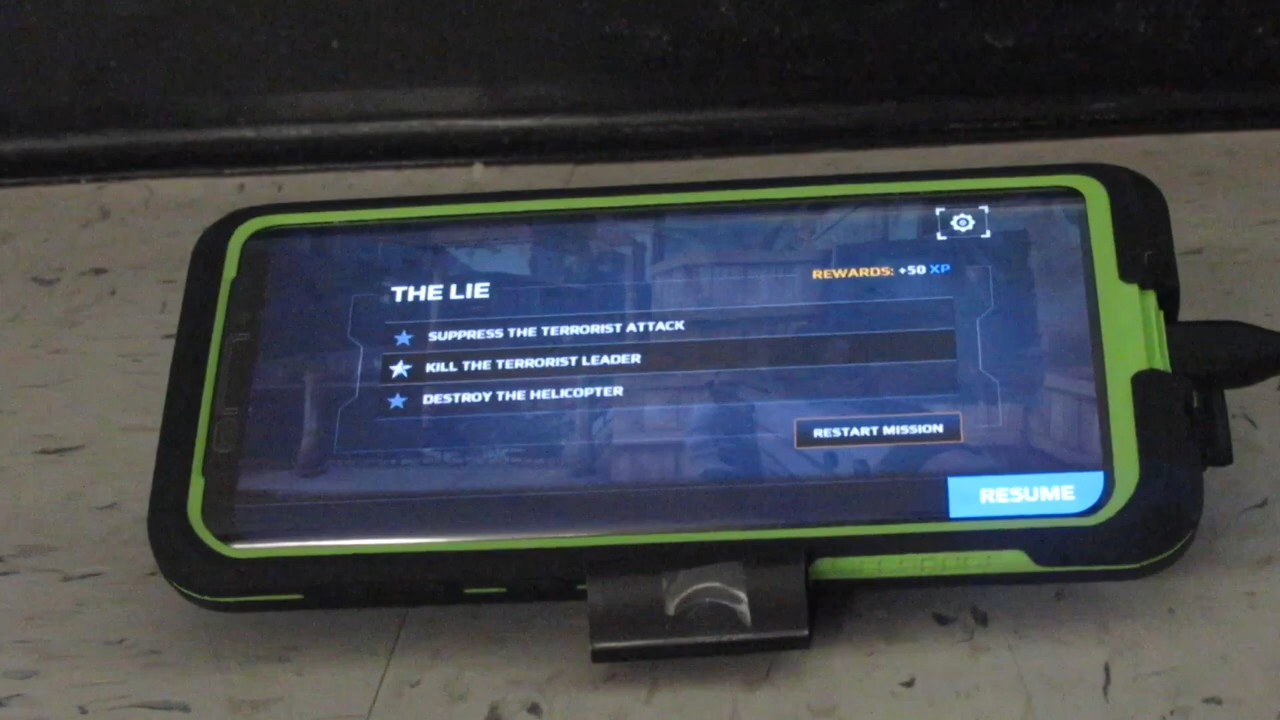 THE LIE
REWARDS: +50 XP
SUPPRESS THE TERRORIST ATTACK
KILL THE TERRORIST LEADER
DESTROY THE HELICOPTER
RESTART MISSION
RESUME